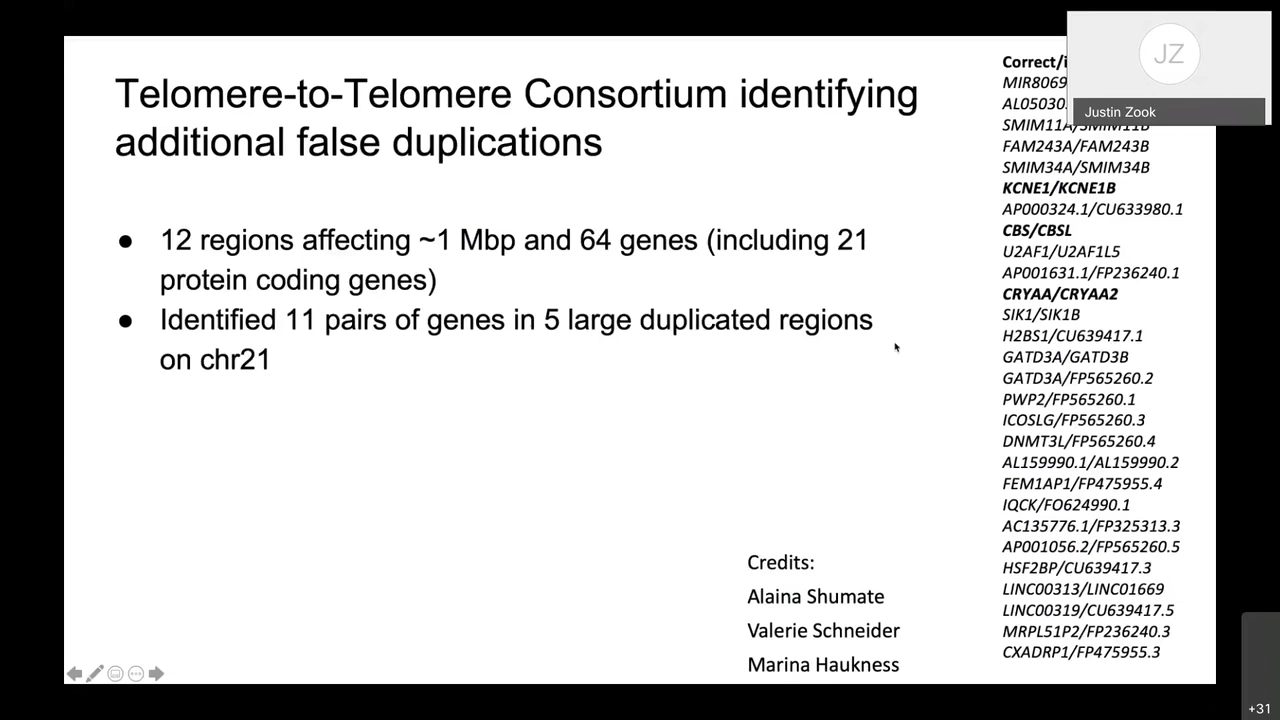 Telomere-to-Telomere Consortium identifying
additional false duplications
● 12 regions affecting ~1 Mbp and 64 genes (including 21
protein coding genes)
● Identified 11 pairs of genes in 5 large duplicated regions
on chr21
Credits:
Alaina Shumate
Valerie Schneider
Marina Haukness
MIR8069
SMIM11A/SMIM11B
FAM243A/FAM243B
SMIM34A/SMIM34B
KCNE1/KCNE1B
AP000324.1/CU633980.1
CBS/CBSL
U2AF1/U2AF1L5
AP001631.1/FP236240.1
CRYAA/CRYAA2
SIK1/SIK1B
H2BS1/CU639417.1
GATD3A/GATD3B
GATD3A/FP565260.2
PWP2/FP565260.1
ICOSLG/FP565260.3
DNMT3L/FP565260.4
AL159990.1/AL159990.2
FEM1AP1/FP475955.4
IQCK/FO624990.1
AC135776.1/FP325313.3
AP001056.2/FP565260.5
HSF2BP/CU639417.3
LINC00313/LINC01669
LINC00319/CU639417.5
MRPL51P2/FP236240.3
CXADRP1/FP475955.3
JZ
Justin Zook
+31